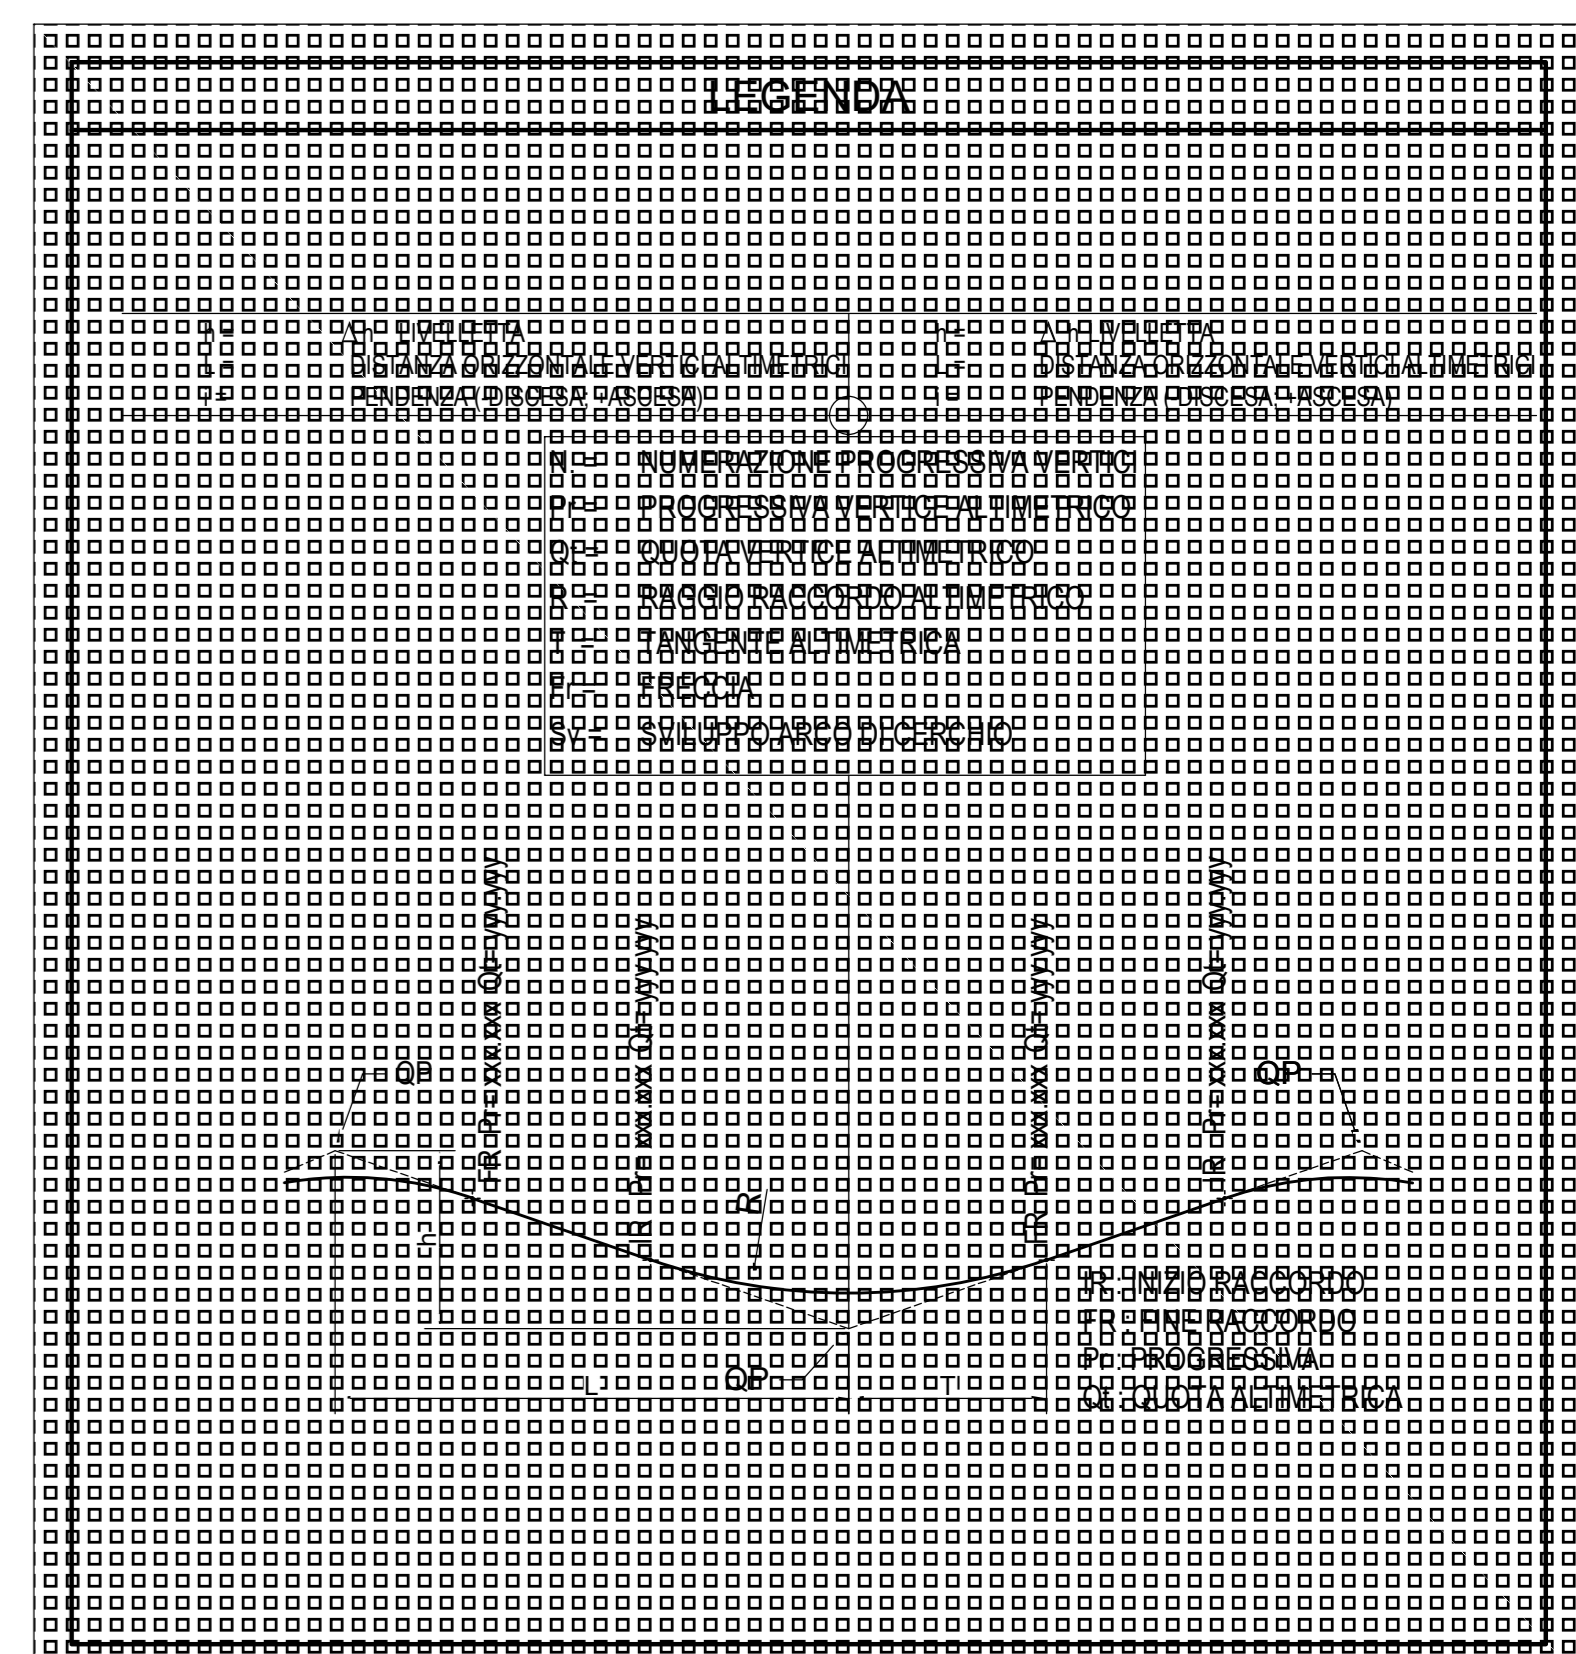 LEGENDA
h = Δ h LIVELLETTA
L = DISTANZA ORIZZONTALE VERTICI ALTIMETRICI
i = PENDENZA (-DISCESA; +ASCESA)
h = Δ h LIVELLETTA
L = DISTANZA ORIZZONTALE VERTICI ALTIMETRICI
i = PENDENZA (-DISCESA; +ASCESA)
N. = NUMERAZIONE PROGRESSIVA VERTICI
Pr = PROGRESSIVA VERTICE ALTIMETRICO
Qt = QUOTA VERTICE ALTIMETRICO
R = RAGGIO RACCORDO ALTIMETRICO
T = TANGENTE ALTIMETRICA
Fr = FRECCIA
Sv = SVILUPPO ARCO DI CERCHIO
FR Pr= xxx.xxx Qt= yyy.yyy
IR Pr= xxx.xxx Qt= yyy.yyy
FR Pr= xxx.xxx Qt= yyy.yyy
IR Pr= xxx.xxx Qt= yyy.yyy
QP
QP
R
h
IR : INIZIO RACCORDO
FR : FINE RACCORDO
Pr : PROGRESSIVA
Qt : QUOTA ALTIMETRICA
QP
L
T